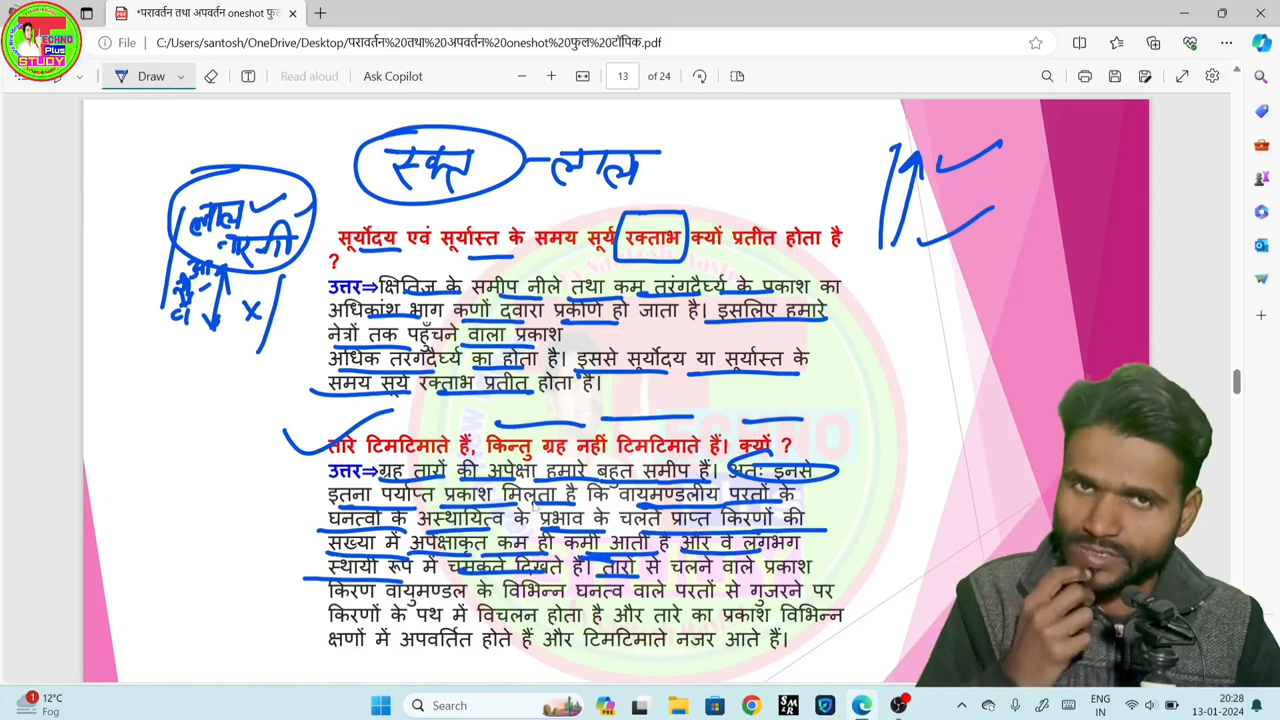 *परावर्तन तथा अपवर्तन oneshot फुल
File C:/Users/santosh/OneDrive/Desktop/परावर्तन%20तथा%20अपवर्तन%20oneshot%20फुल%20टॉपिक.pdf
TECHNO
Plus
STUDY
Draw Read aloud Ask Copilot 13 of 24
रक्त - लाल
लाल
सूर्योदय एवं सूर्यास्त के समय सूर्य रक्ताभ क्यों प्रतीत होता है
?
उत्तर⇒क्षितिज के समीप नीले तथा कम तरंगदैर्घ्य के प्रकाश का
अधिकांश भाग कणों दवारा प्रकीर्ण हो जाता है। इसलिए हमारे
नेत्रों तक पहुँचने वाला प्रकाश
अधिक तरंगदैर्घ्य का होता है। इससे सूर्योदय या सूर्यास्त के
समय सूर्य रक्ताभ प्रतीत होता है।
तारे टिमटिमाते हैं, किन्तु ग्रह नहीं टिमटिमाते हैं। क्यों ?
उत्तर⇒ग्रह तारों की अपेक्षा हमारे बहुत समीप हैं। अतः इनसे
इतना पर्याप्त प्रकाश मिलता है कि वायुमण्डलीय परतों के
घनत्वों के अस्थायित्व के प्रभाव के चलते प्राप्त किरणों की
संख्या में अपेक्षाकृत कम ही कमी आती है और वे लगभग
स्थायी रूप में चमकते दिखते हैं। तारों से चलने वाले प्रकाश
किरण वायुमण्डल के विभिन्न घनत्व वाले परतों से गुजरने पर
किरणों के पथ में विचलन होता है और तारे का प्रकाश विभिन्न
क्षणों में अपवर्तित होते हैं और टिमटिमाते नजर आते हैं।
12°C
Fog
Search
ENG
IN
20:28
13-01-2024